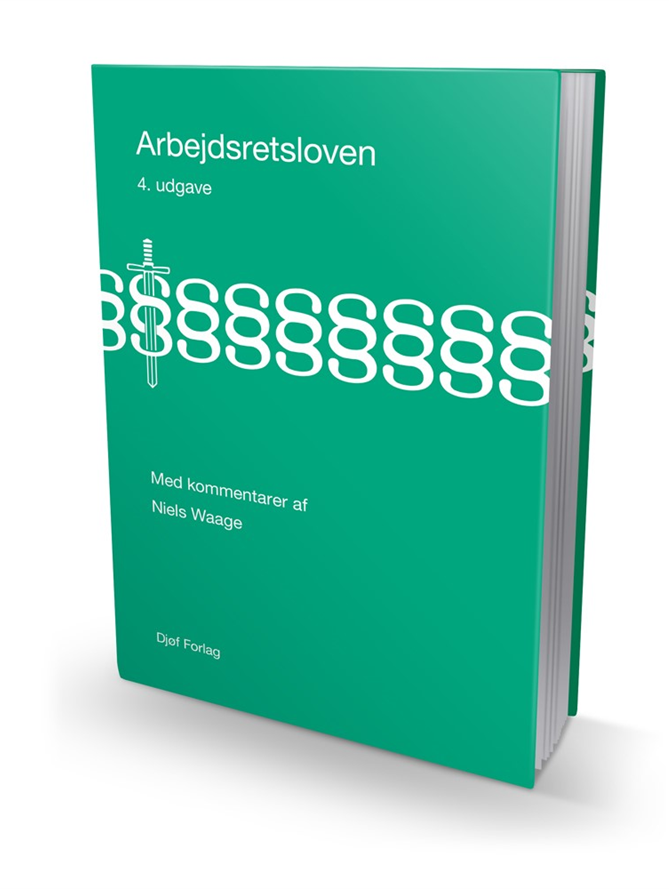 Arbejdsretsloven
4. udgave
Med kommentarer af
Niels Waage
Djøf Forlag